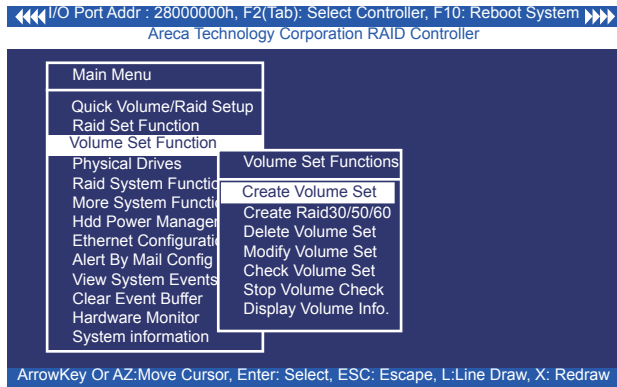 I/O Port Addr : 28000000h, F2(Tab): Select Controller, F10: Reboot System
Areca Technology Corporation RAID Controller
Main Menu
Quick Volume/Raid Setup
Raid Set Function
Volume Set Function
Physical Drives
Raid System Functio
More System Functio
Hdd Power Manager
Ethernet Configuratio
Alert By Mail Config
View System Events
Clear Event Buffer
Hardware Monitor
System information
Volume Set Functions
Create Volume Set
Create Raid30/50/60
Delete Volume Set
Modify Volume Set
Check Volume Set
Stop Volume Check
Display Volume Info.
ArrowKey Or AZ:Move Cursor, Enter: Select, ESC: Escape, L:Line Draw, X: Redraw